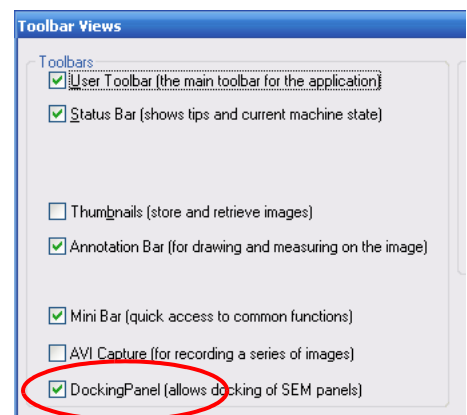 Toolbar Views
Toolbars
User Toolbar (the main toolbar for the application)
Status Bar (shows tips and current machine state)
Thumbnails (store and retrieve images)
Annotation Bar (for drawing and measuring on the image)
Mini Bar (quick access to common functions)
AVI Capture (for recording a series of images)
DockingPanel (allows docking of SEM panels)